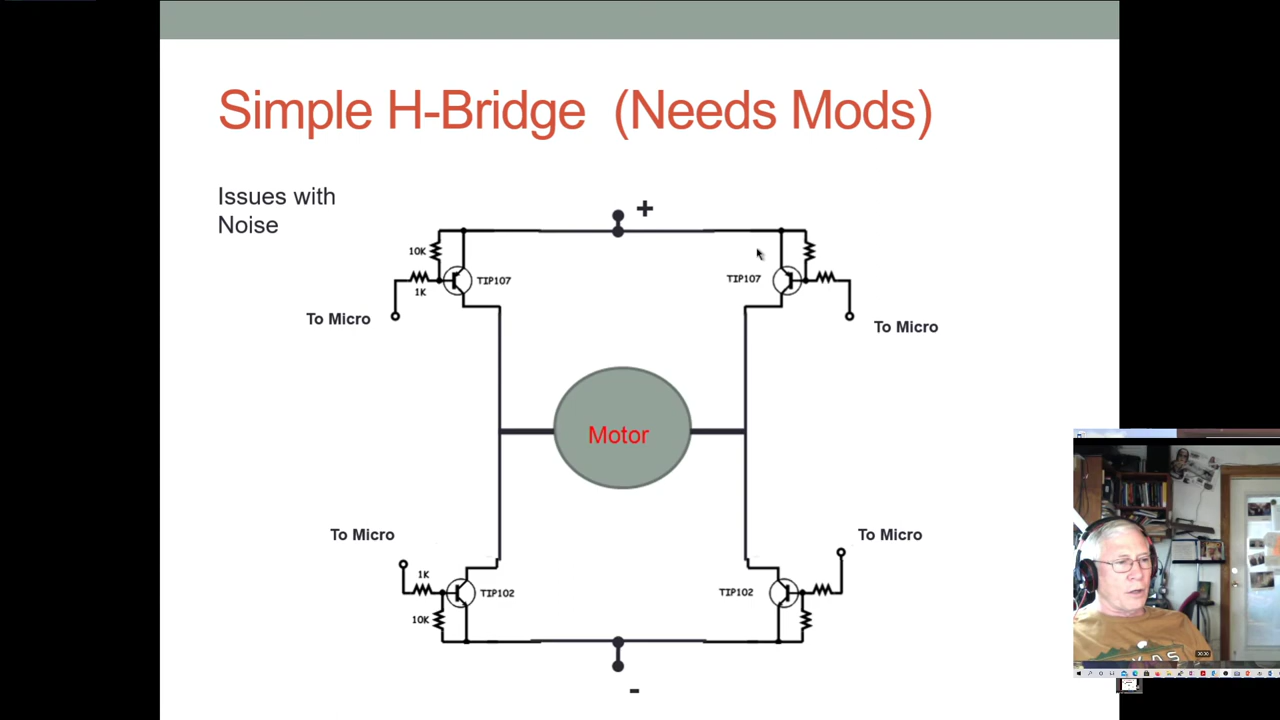 Simple H-Bridge (Needs Mods)
Issues with
Noise
+
10K
TIP107
TIP107
1K
To Micro
To Micro
Motor
To Micro
To Micro
1K
TIP102
TIP102
10K
-